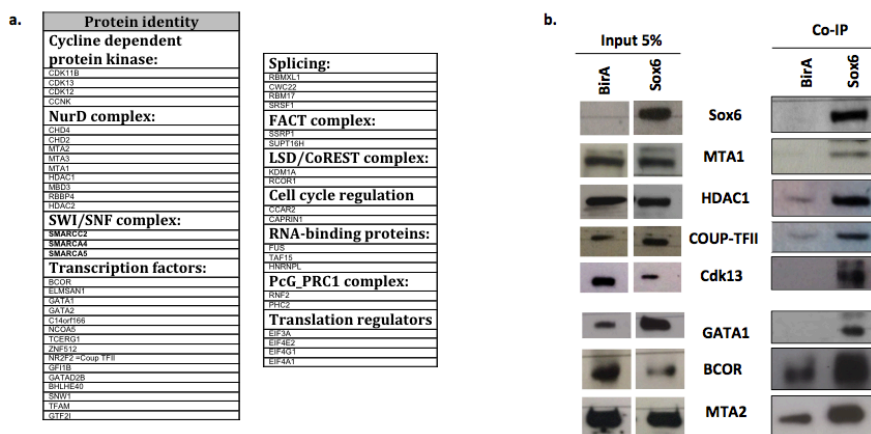 a.
Protein identity
Cycline dependent
protein kinase:
CDK11B
CDK13
CDK12
CCNK
NurD complex:
CHD4
CHD2
MTA2
MTA3
MTA1
HDAC1
MBD3
RBBP4
HDAC2
SWI/SNF complex:
SMARCC2
SMARCA4
SMARCA5
Transcription factors:
BCOR
ELMSAN1
GATA1
GATA2
C14orf166
NCOA5
TCERG1
ZNF512
NR2F2 =Coup TFII
GFI1B
GATAD2B
BHLHE40
SNW1
TFAM
GTF2I
Splicing:
RBMXL1
CWC22
RBM17
SRSF1
FACT complex:
SSRP1
SUPT16H
LSD/CoREST complex:
KDM1A
RCOR1
Cell cycle regulation
CCAR2
CAPRIN1
RNA-binding proteins:
FUS
TAF15
HNRNPL
PcG_PRC1 complex:
RNF2
PHC2
Translation regulators
EIF3A
EIF4E2
EIF4G1
EIF4A1
b.
Input 5%
Co-IP
BirA
Sox6
BirA
Sox6
Sox6
MTA1
HDAC1
COUP-TFII
Cdk13
GATA1
BCOR
MTA2